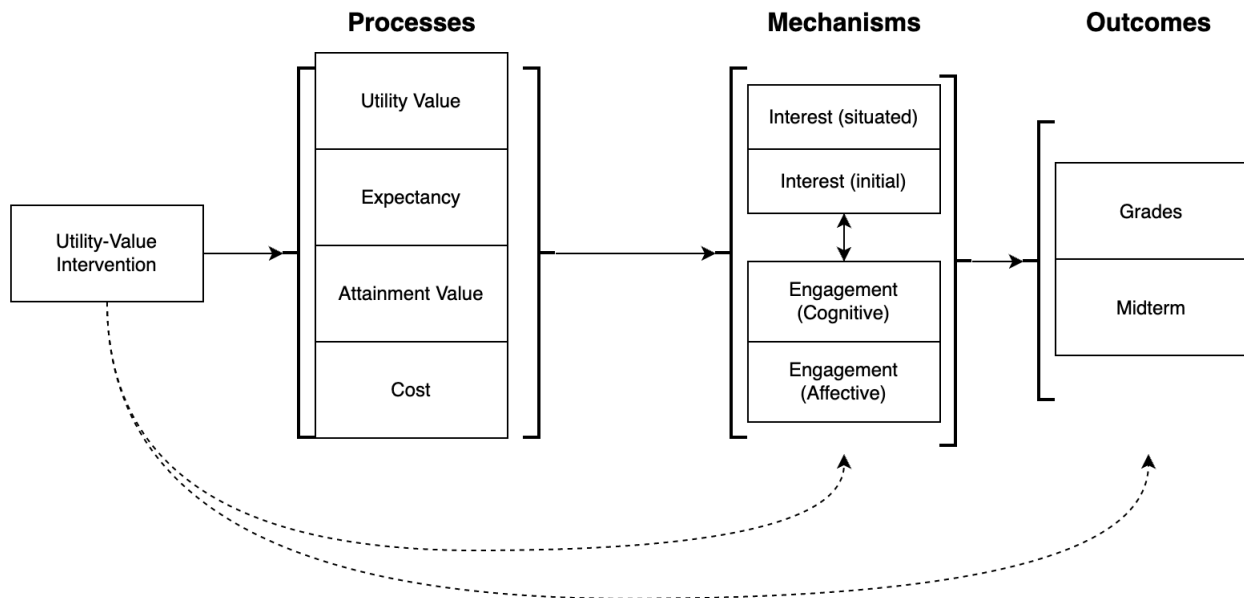 Processes
Mechanisms
Outcomes
Utility-Value
Intervention
Utility Value
Expectancy
Attainment Value
Cost
Interest (situated)
Interest (initial)
Engagement
(Cognitive)
Engagement
(Affective)
Grades
Midterm